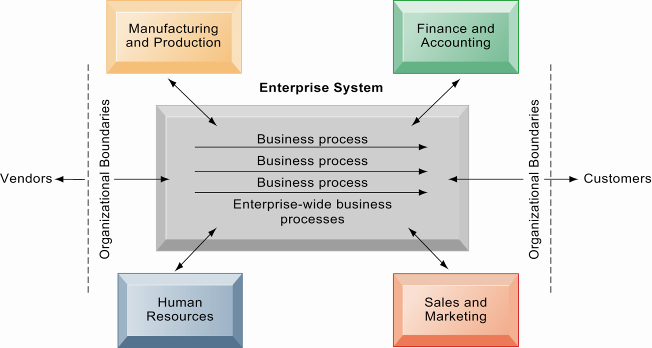 Manufacturing
and Production
Finance and
Accounting
Enterprise System
Organizational Boundaries
Organizational Boundaries
Business process
Business process
Business process
Enterprise-wide business
processes
Vendors
Customers
Human
Resources
Sales and
Marketing